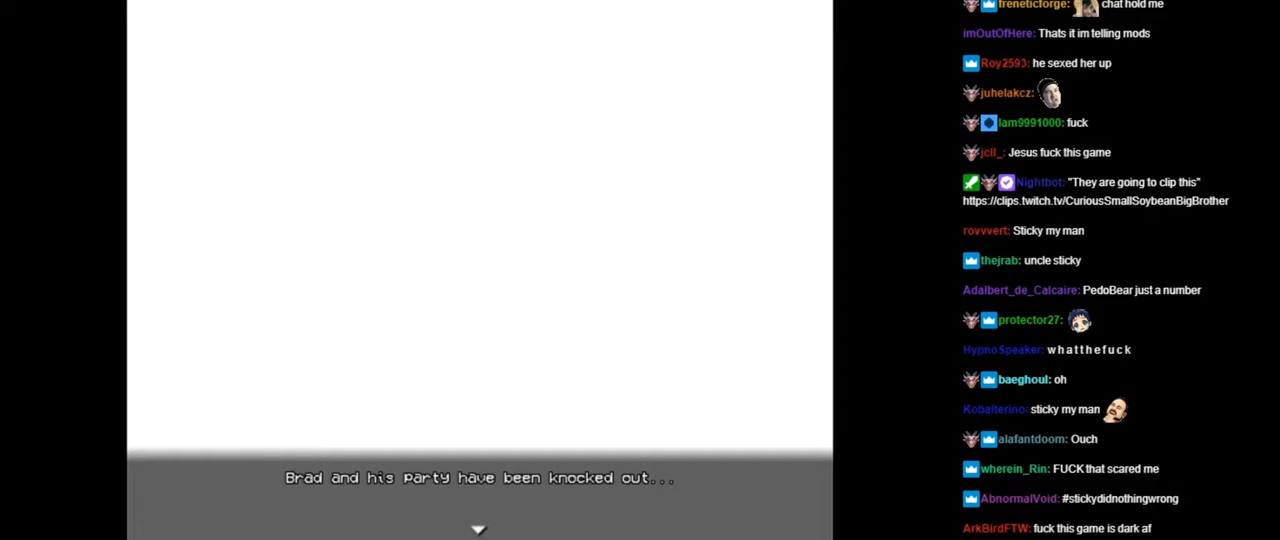 Brad and his party have been knocked out...
freneticforge: chat hold me
imOutOfHere: Thats it im telling mods
Roy2593: he sexed her up
juhelakcz:
lam9991000: fuck
jcll_: Jesus fuck this game
Nightbot: "They are going to clip this"
https://clips.twitch.tv/CuriousSmallSoybeanBigBrother
rovvvert: Sticky my man
thejrab: uncle sticky
Adalbert_de_Calcaire: PedoBear just a number
protector27:
HypnoSpeaker: w h a t t h e f u c k
baeghoul: oh
Kobalterino: sticky my man
alafantdoom: Ouch
wherein_Rin: FUCK that scared me
AbnormalVoid: #stickydidnothingwrong
ArkBirdFTW: fuck this game is dark af